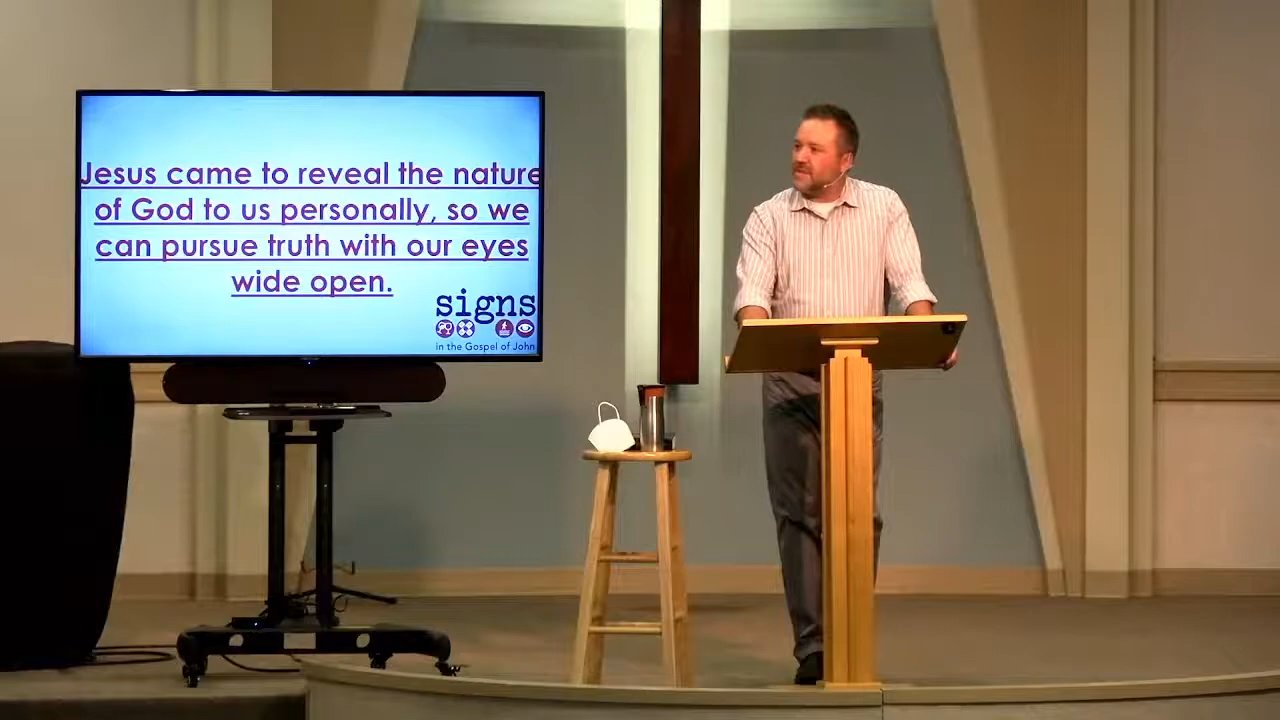 Jesus came to reveal the nature
of God to us personally, so we
can pursue truth with our eyes
wide open.
signs
in the Gospel of John